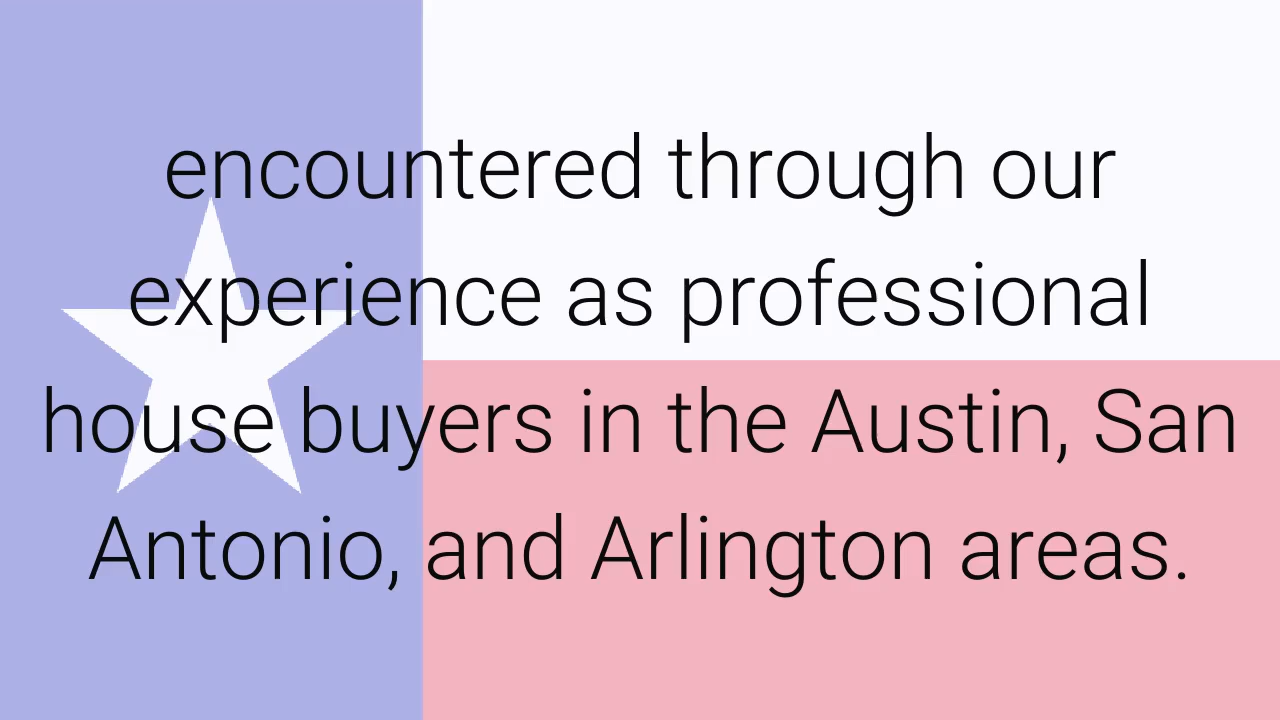 encountered through our
experience as professional
house buyers in the Austin, San
Antonio, and Arlington areas.